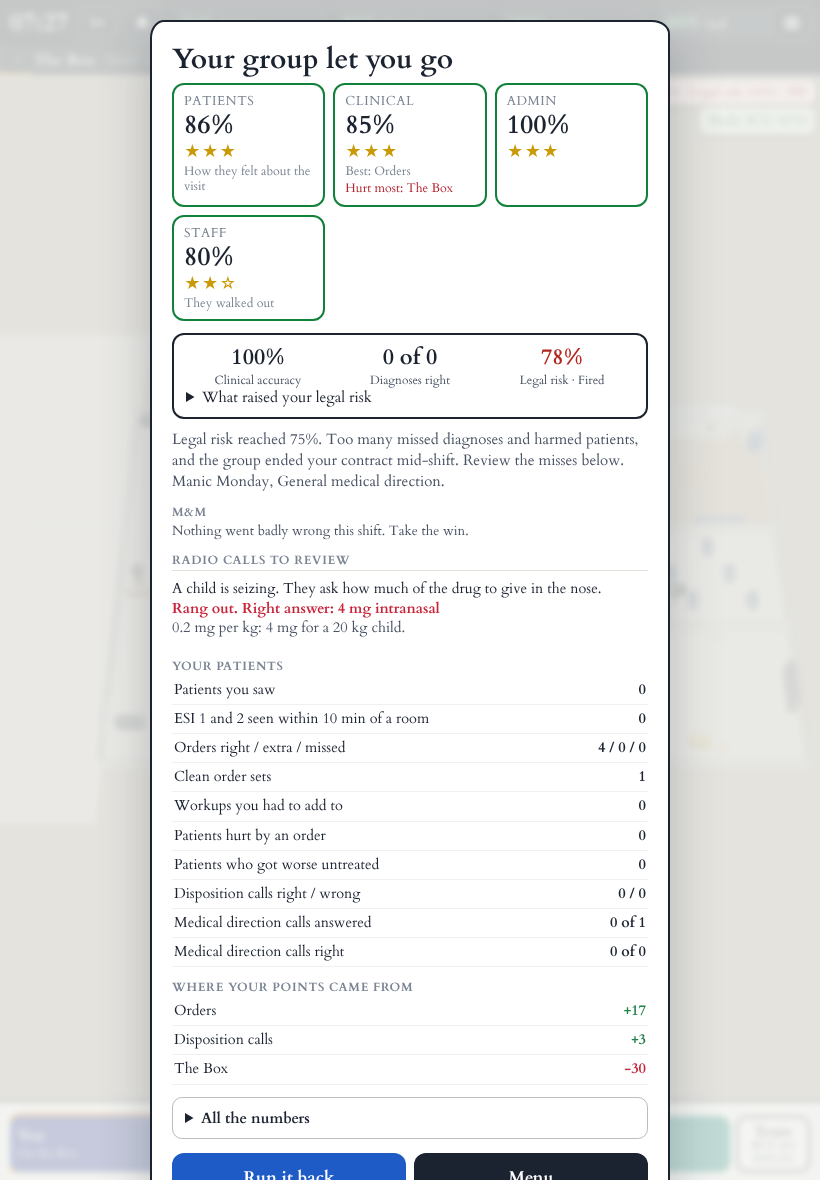 07:27
Your group let you go
PATIENTS
86%
★★★
How they felt about the
visit
CLINICAL
85%
★★★
Best: Orders
Hurt most: The Box
ADMIN
100%
★★★
STAFF
80%
★★☆
They walked out
100%
Clinical accuracy
0 of 0
Diagnoses right
78%
Legal risk · Fired
▶ What raised your legal risk
Legal risk reached 75%. Too many missed diagnoses and harmed patients,
and the group ended your contract mid-shift. Review the misses below.
Manic Monday, General medical direction.
M&M
Nothing went badly wrong this shift. Take the win.
RADIO CALLS TO REVIEW
A child is seizing. They ask how much of the drug to give in the nose.
Rang out. Right answer: 4 mg intranasal
0.2 mg per kg: 4 mg for a 20 kg child.
YOUR PATIENTS
Patients you saw 0
ESI 1 and 2 seen within 10 min of a room 0
Orders right / extra / missed 4 / 0 / 0
Clean order sets 1
Workups you had to add to 0
Patients hurt by an order 0
Patients who got worse untreated 0
Disposition calls right / wrong 0 / 0
Medical direction calls answered 0 of 1
Medical direction calls right 0 of 0
WHERE YOUR POINTS CAME FROM
Orders +17
Disposition calls +3
The Box -30
▶ All the numbers
Run it back
Menu